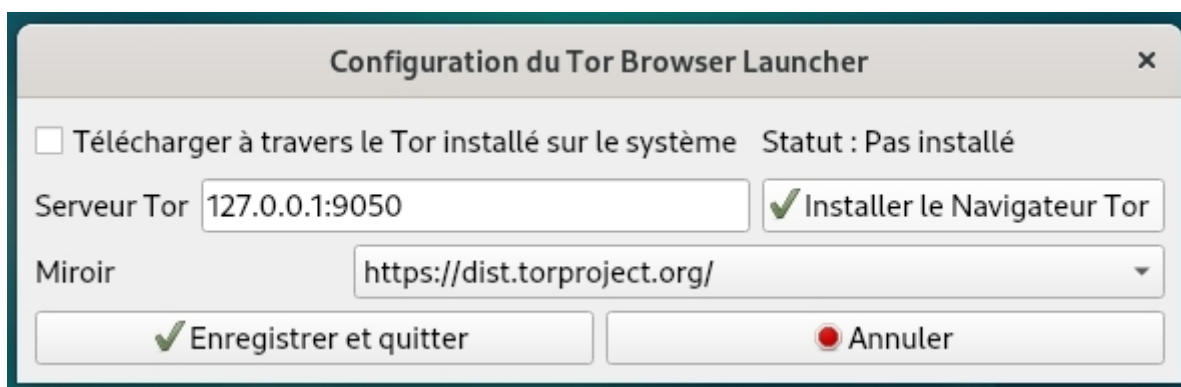 Configuration du Tor Browser Launcher
Télécharger à travers le Tor installé sur le système Statut : Pas installé
Serveur Tor 127.0.0.1:9050 Installer le Navigateur Tor
Miroir https://dist.torproject.org/
Enregistrer et quitter Annuler